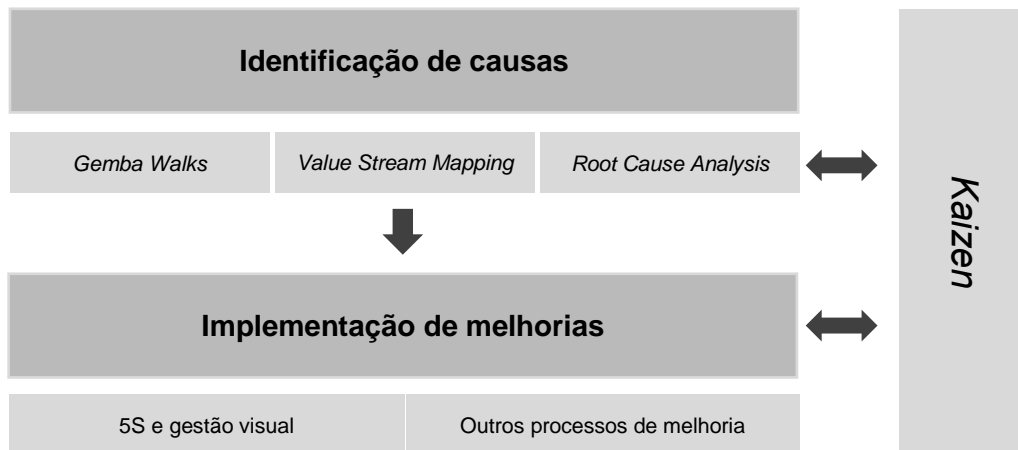 Identificação de causas
Gemba Walks
Value Stream Mapping
Root Cause Analysis
Kaizen
Implementação de melhorias
5S e gestão visual
Outros processos de melhoria